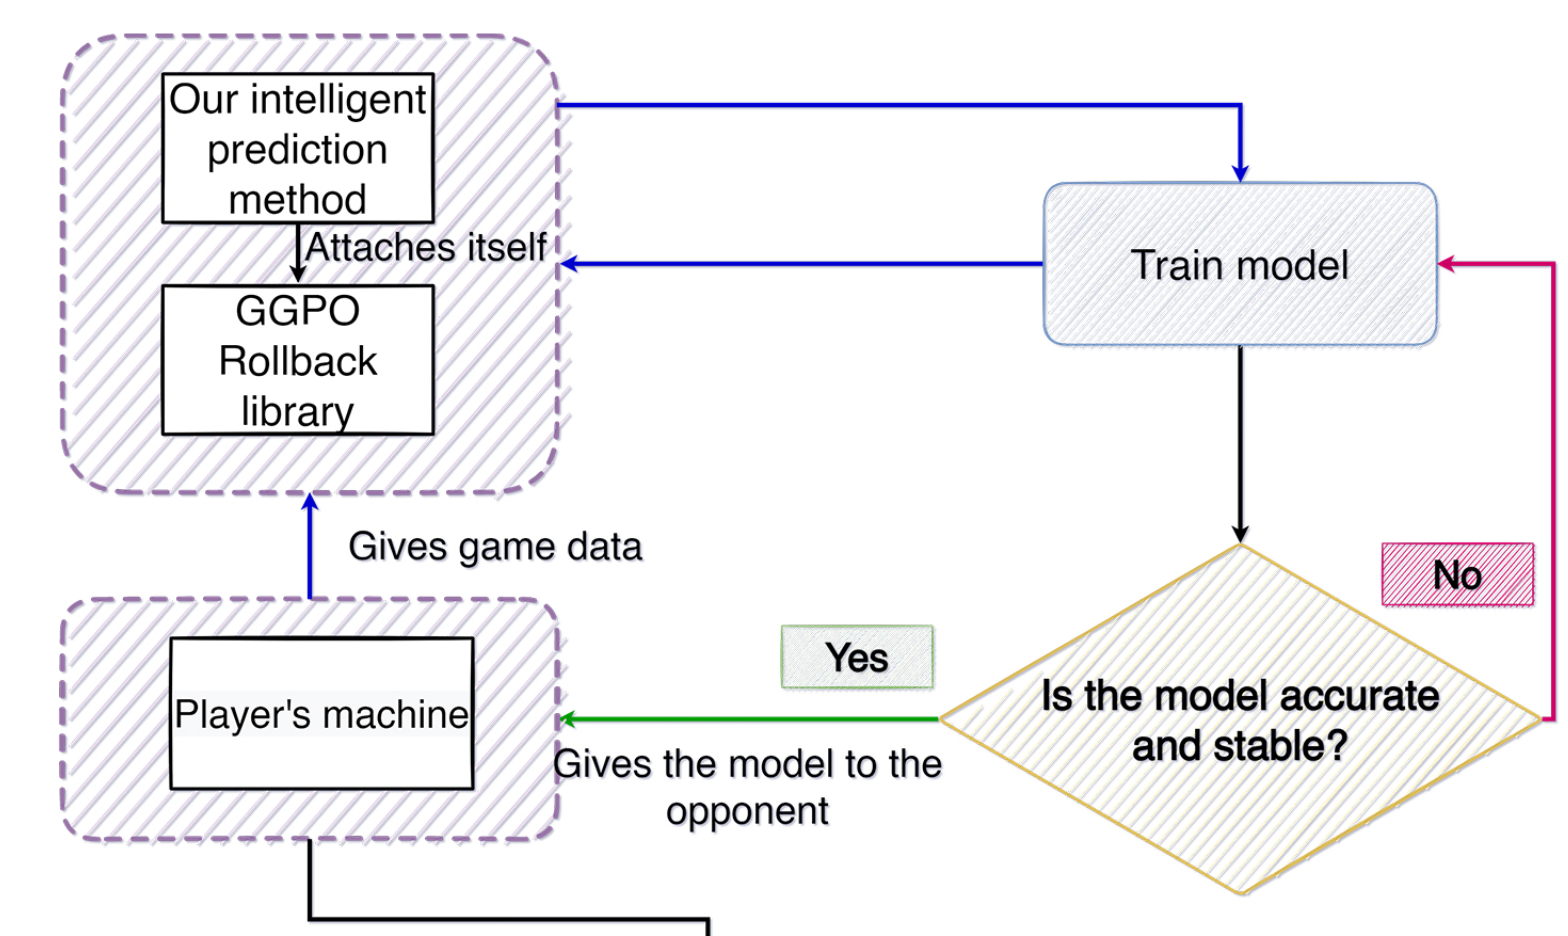 Our intelligent
prediction
method
Attaches itself
GGPO
Rollback
library
Train model
Gives game data
No
Yes
Player's machine
Is the model accurate
and stable?
Gives the model to the
opponent